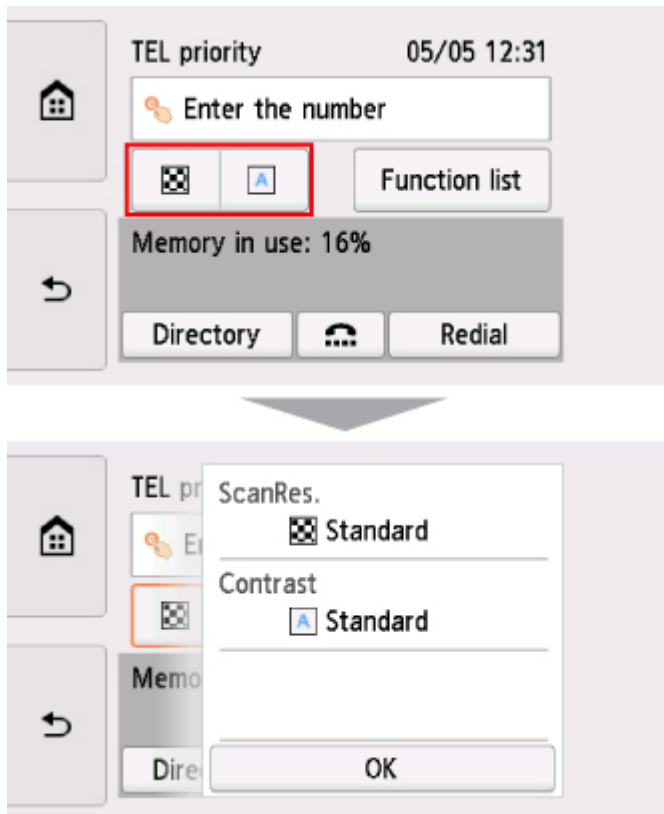 TEL priority 05/05 12:31
Enter the number
A Function list
Memory in use: 16%
Directory Redial
TEL pr
ScanRes.
Standard
E
Contrast
A Standard
Memo
Dire
OK